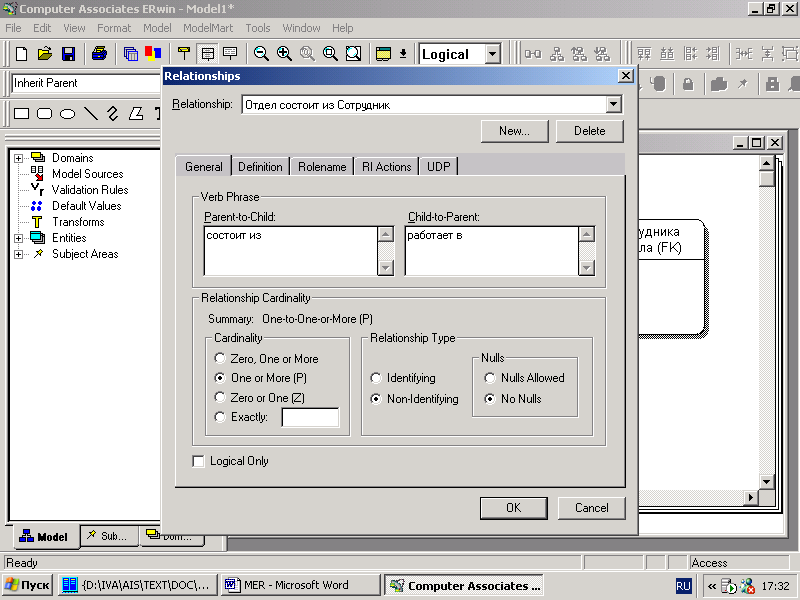 Computer Associates ERwin - Model1*
File Edit View Format Model ModelMart Tools Window Help
Logical
Inherit Parent
Relationships
Relationship: Отдел состоит из Сотрудник
New... Delete
General Definition Rolename RI Actions UDP
Domains
Model Sources
Validation Rules
Default Values
Transforms
Entities
Subject Areas
Verb Phrase
Parent-to-Child: Child-to-Parent:
состоит из работает в
удника
ла (FK)
Relationship Cardinality
Summary: One-to-One-or-More (P)
Cardinality Relationship Type
Nulls
Zero, One or More
One or More (P) Identifying Nulls Allowed
Zero or One (Z) Non-Identifying No Nulls
Exactly:
Logical Only
OK Cancel
Model Sub... Dom...
Ready Access
Пуск {D:\IVA\AIS\TEXT\DOC\... MER - Microsoft Word Computer Associates ... RU « 17:32